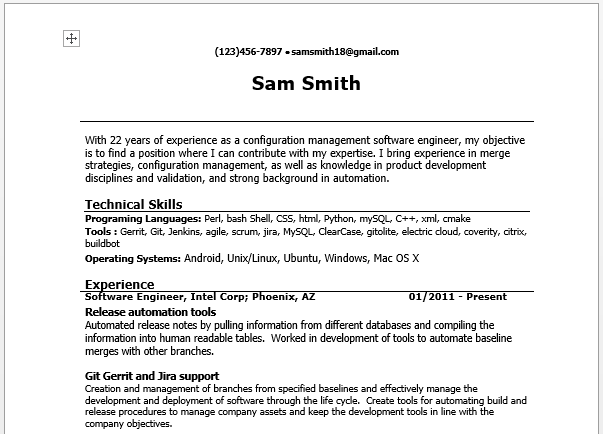 (123)456-7897 • samsmith18@gmail.com
Sam Smith
With 22 years of experience as a configuration management software engineer, my objective
is to find a position where I can contribute with my expertise. I bring experience in merge
strategies, configuration management, as well as knowledge in product development
disciplines and validation, and strong background in automation.
Technical Skills
Programing Languages: Perl, bash Shell, CSS, html, Python, mySQL, C++, xml, cmake
Tools : Gerrit, Git, Jenkins, agile, scrum, jira, MySQL, ClearCase, gitolite, electric cloud, coverity, citrix,
buildbot
Operating Systems: Android, Unix/Linux, Ubuntu, Windows, Mac OS X
Experience
Software Engineer, Intel Corp; Phoenix, AZ 01/2011 - Present
Release automation tools
Automated release notes by pulling information from different databases and compiling the
information into human readable tables. Worked in development of tools to automate baseline
merges with other branches.
Git Gerrit and Jira support
Creation and management of branches from specified baselines and effectively manage the
development and deployment of software through the life cycle. Create tools for automating build and
release procedures to manage company assets and keep the development tools in line with the
company objectives.